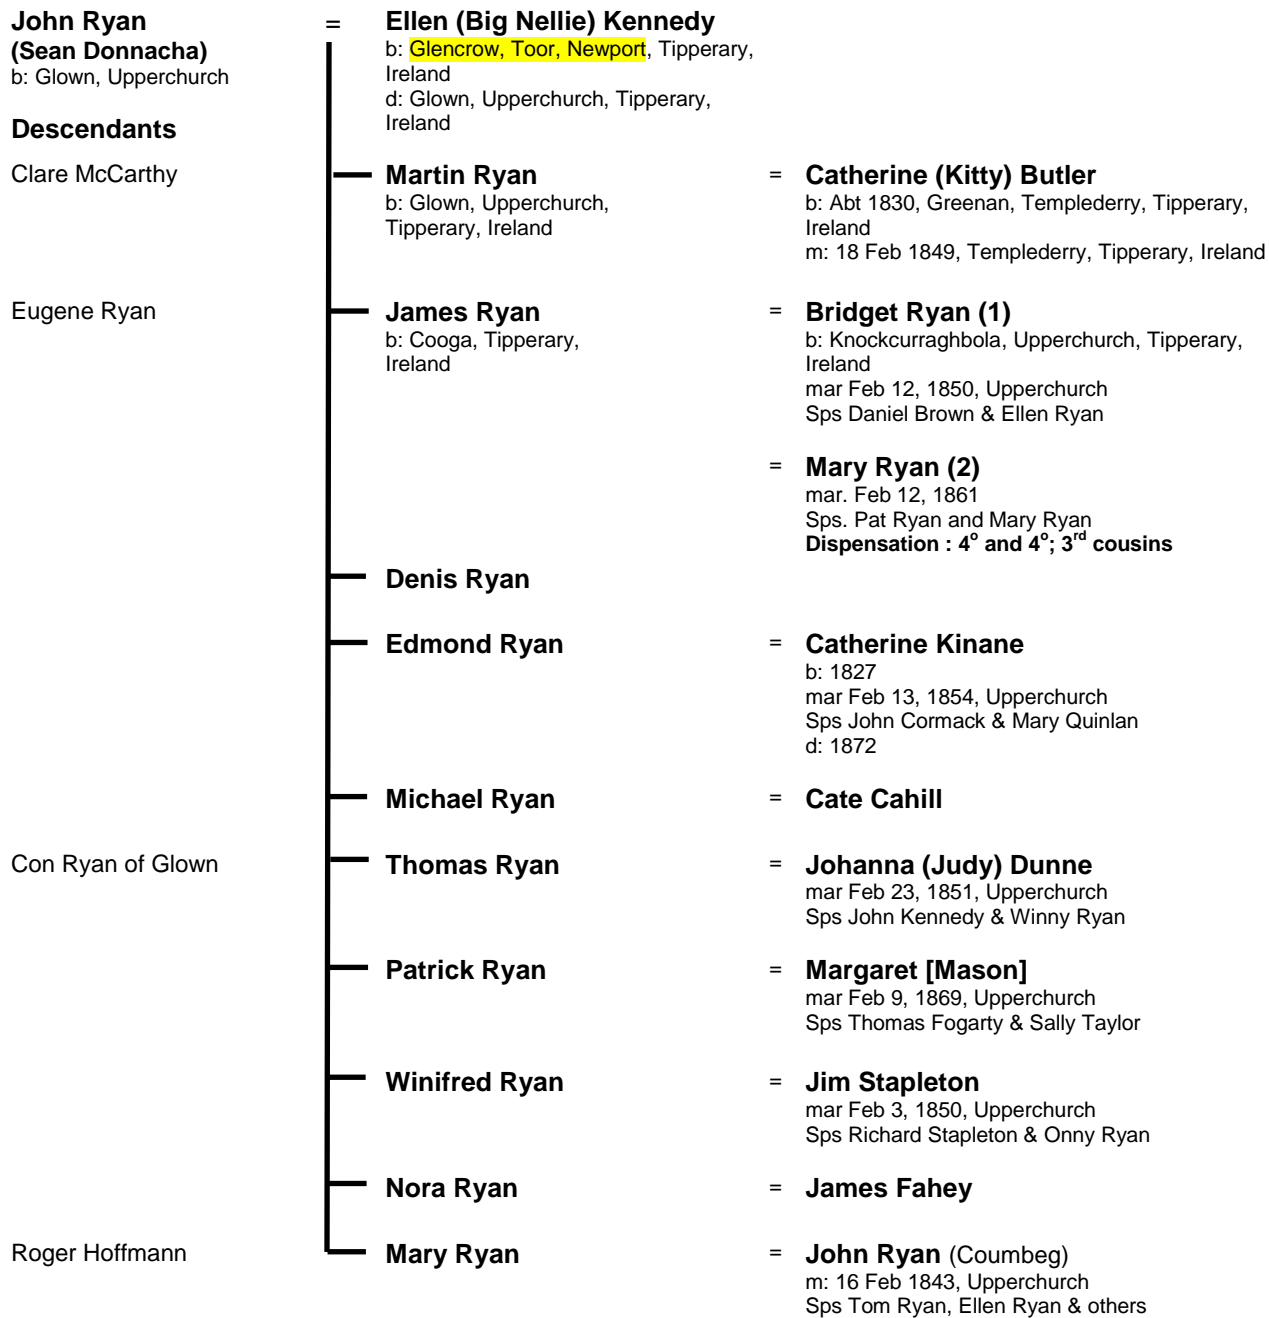 John Ryan = Ellen (Big Nellie) Kennedy
(Sean Donnacha)
b: Glown, Upperchurch
b: Glencrow, Toor, Newport, Tipperary,
Ireland
d: Glown, Upperchurch, Tipperary,
Ireland
Descendants
Clare McCarthy
Martin Ryan = Catherine (Kitty) Butler
b: Glown, Upperchurch,
Tipperary, Ireland
b: Abt 1830, Greenan, Templederry, Tipperary,
Ireland
m: 18 Feb 1849, Templederry, Tipperary, Ireland
Eugene Ryan
James Ryan = Bridget Ryan (1)
b: Cooga, Tipperary,
Ireland
b: Knockcurraghbola, Upperchurch, Tipperary,
Ireland
mar Feb 12, 1850, Upperchurch
Sps Daniel Brown & Ellen Ryan
= Mary Ryan (2)
mar. Feb 12, 1861
Sps. Pat Ryan and Mary Ryan
Dispensation : 4o and 4o; 3rd cousins
Denis Ryan
Edmond Ryan = Catherine Kinane
b: 1827
mar Feb 13, 1854, Upperchurch
Sps John Cormack & Mary Quinlan
d: 1872
Michael Ryan = Cate Cahill
Con Ryan of Glown
Thomas Ryan = Johanna (Judy) Dunne
mar Feb 23, 1851, Upperchurch
Sps John Kennedy & Winny Ryan
Patrick Ryan = Margaret [Mason]
mar Feb 9, 1869, Upperchurch
Sps Thomas Fogarty & Sally Taylor
Winifred Ryan = Jim Stapleton
mar Feb 3, 1850, Upperchurch
Sps Richard Stapleton & Onny Ryan
Nora Ryan = James Fahey
Roger Hoffmann
Mary Ryan = John Ryan (Coumbeg)
m: 16 Feb 1843, Upperchurch
Sps Tom Ryan, Ellen Ryan & others